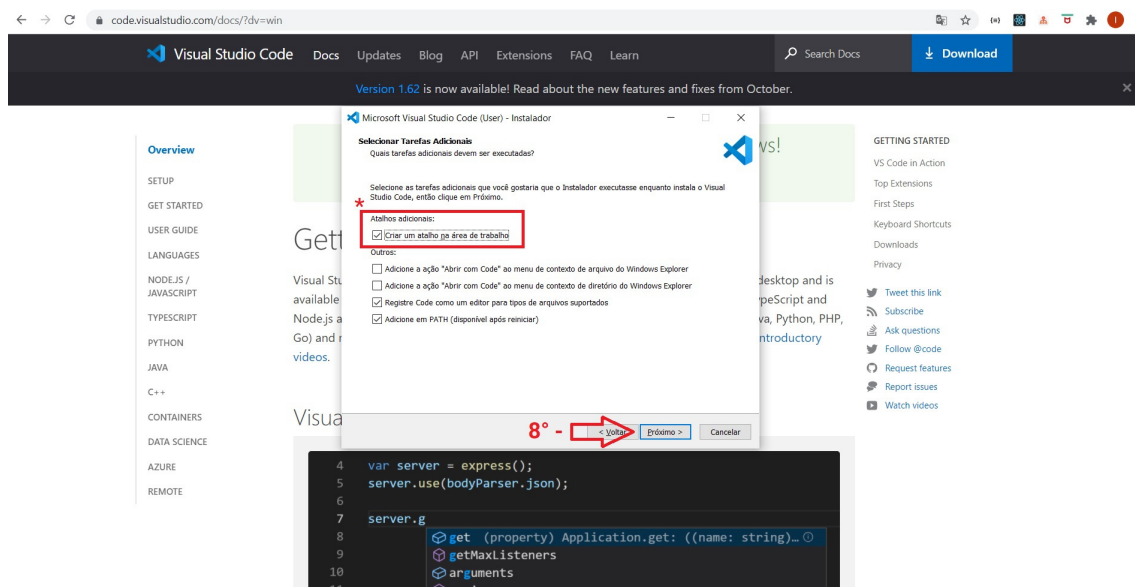 code.visualstudio.com/docs/?dv=win
Visual Studio Code Docs Updates Blog API Extensions FAQ Learn Search Docs Download
Version 1.62 is now available! Read about the new features and fixes from October.
Microsoft Visual Studio Code (User) - Instalador
Selecionar Tarefas Adicionais
Quais tarefas adicionais devem ser executadas?
Selecione as tarefas adicionais que você gostaria que o Instalador executasse enquanto instala o Visual
Studio Code, então clique em Próximo.
*
Atalhos adicionais:
Criar um atalho na área de trabalho
Outros:
Adicione a ação "Abrir com Code" ao menu de contexto de arquivo do Windows Explorer
Adicione a ação "Abrir com Code" ao menu de contexto de diretório do Windows Explorer
Registre Code como um editor para tipos de arquivos suportados
Adicione em PATH (disponível após reiniciar)
8° -
< Voltar
Próximo >
Cancelar
Overview
SETUP
GET STARTED
USER GUIDE
LANGUAGES
NODE.JS /
JAVASCRIPT
TYPESCRIPT
PYTHON
JAVA
C++
CONTAINERS
DATA SCIENCE
AZURE
REMOTE
ws!
Gett
Visual Stu desktop and is
available peScript and
Node.js a va, Python, PHP,
Go) and r ntroductory
videos.
Visua
4 var server = express();
5 server.use(bodyParser.json);
6
7 server.g
8 get (property) Application.get: ((name: string)…
9 getMaxListeners
10 arguments
GETTING STARTED
VS Code in Action
Top Extensions
First Steps
Keyboard Shortcuts
Downloads
Privacy
Tweet this link
Subscribe
Ask questions
Follow @code
Request features
Report issues
Watch videos